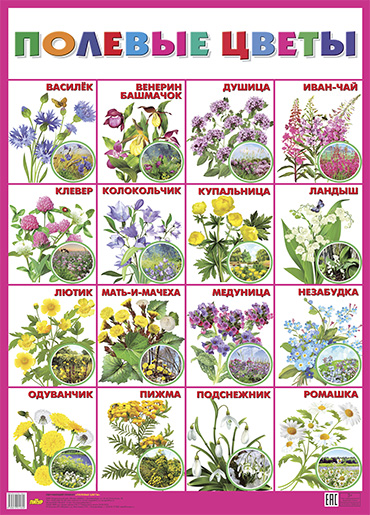 ПОЛЕВЫЕ ЦВЕТЫ
ВАСИЛЁК
ВЕНЕРИН
БАШМАЧОК
ДУШИЦА
ИВАН-ЧАЙ
КЛЕВЕР
КОЛОКОЛЬЧИК
КУПАЛЬНИЦА
ЛАНДЫШ
ЛЮТИК
МАТЬ-И-МАЧЕХА
МЕДУНИЦА
НЕЗАБУДКА
ОДУВАНЧИК
ПИЖМА
ПОДСНЕЖНИК
РОМАШКА
ЕАС